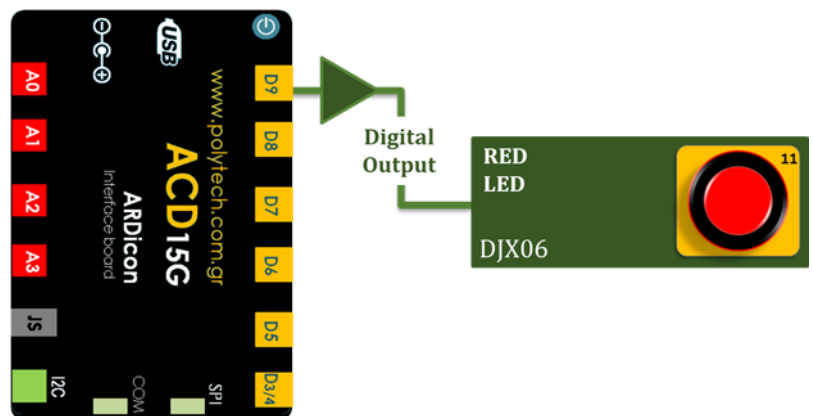 USB
A0
A1
A2
A3
JS
I2C
COM
SPI
D9
D8
D7
D6
D5
D3/4
www.polytech.com.gr
ACD15G
ARDicon
Interface board
Digital
Output
RED
LED
DJX06
11